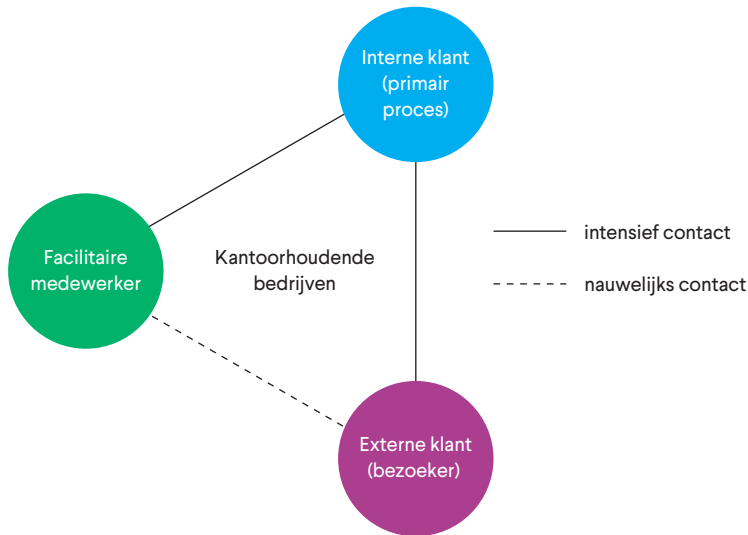 Interne klant
(primair
proces)
Facilitaire
medewerker
Kantoorhoudende
bedrijven
intensief contact
nauwelijks contact
Externe klant
(bezoeker)